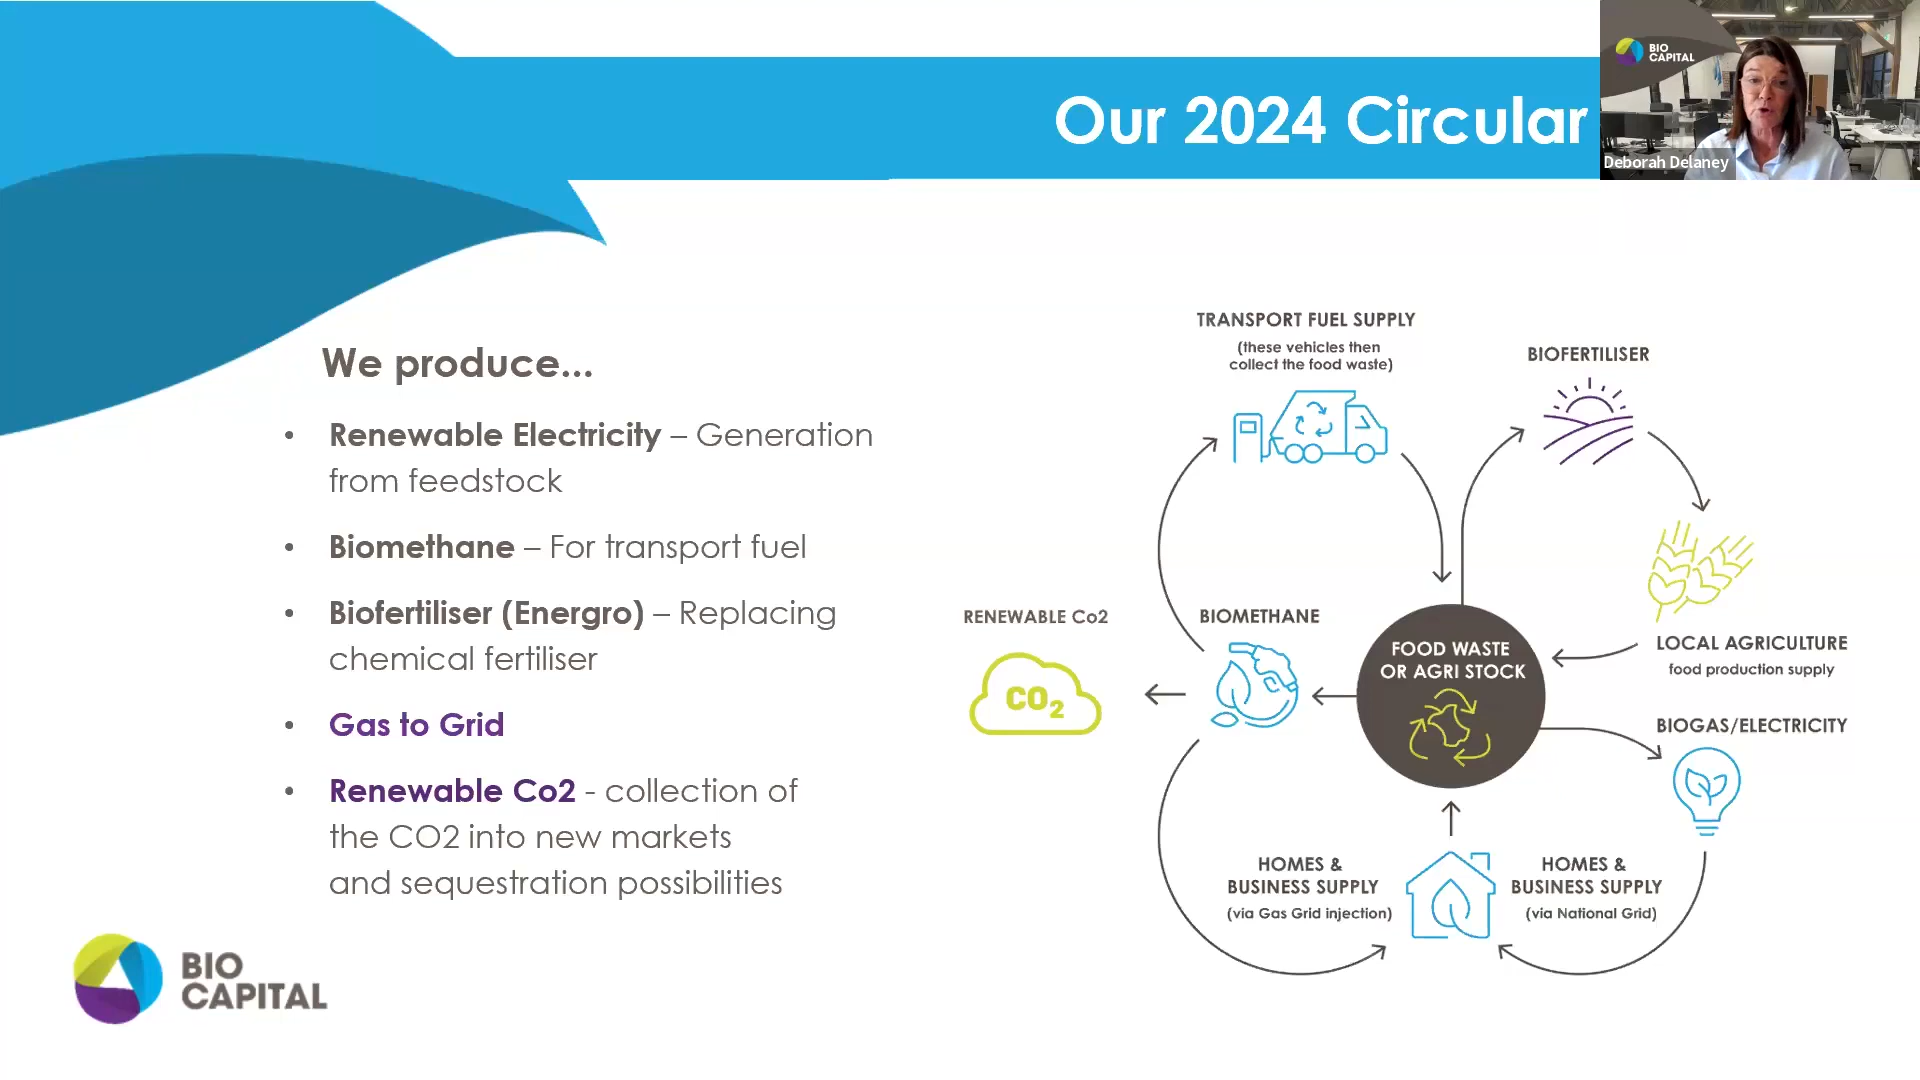 Our 2024 Circular
BIO
CAPITAL
Deborah Delaney
We produce...
• Renewable Electricity – Generation
from feedstock
• Biomethane – For transport fuel
• Biofertiliser (Energro) – Replacing
chemical fertiliser
• Gas to Grid
• Renewable Co2 - collection of
the CO2 into new markets
and sequestration possibilities
TRANSPORT FUEL SUPPLY
(these vehicles then
collect the food waste)
BIOFERTILISER
RENEWABLE Co2
CO2
BIOMETHANE
FOOD WASTE
OR AGRI STOCK
LOCAL AGRICULTURE
food production supply
BIOGAS/ELECTRICITY
HOMES &
BUSINESS SUPPLY
(via Gas Grid injection)
HOMES &
BUSINESS SUPPLY
(via National Grid)
BIO
CAPITAL